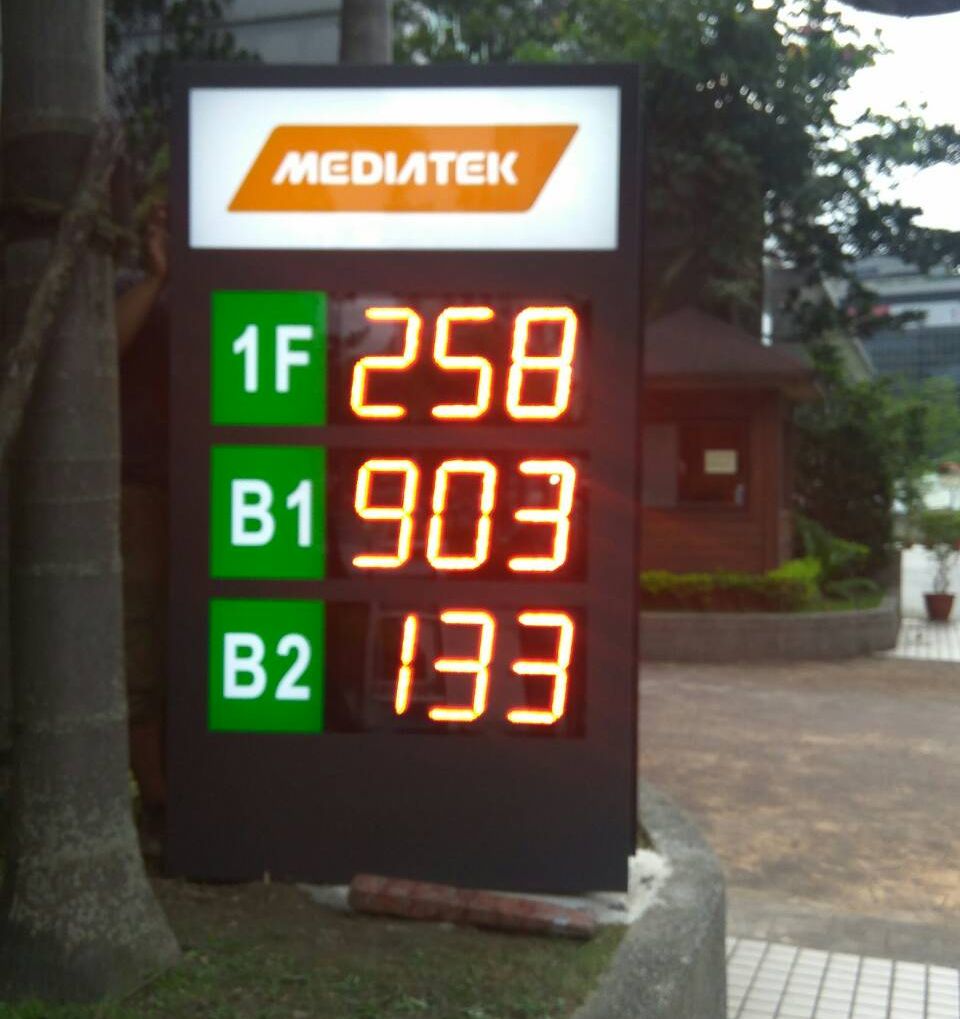 MEDIATEK
1F 258
B1 903
B2 133